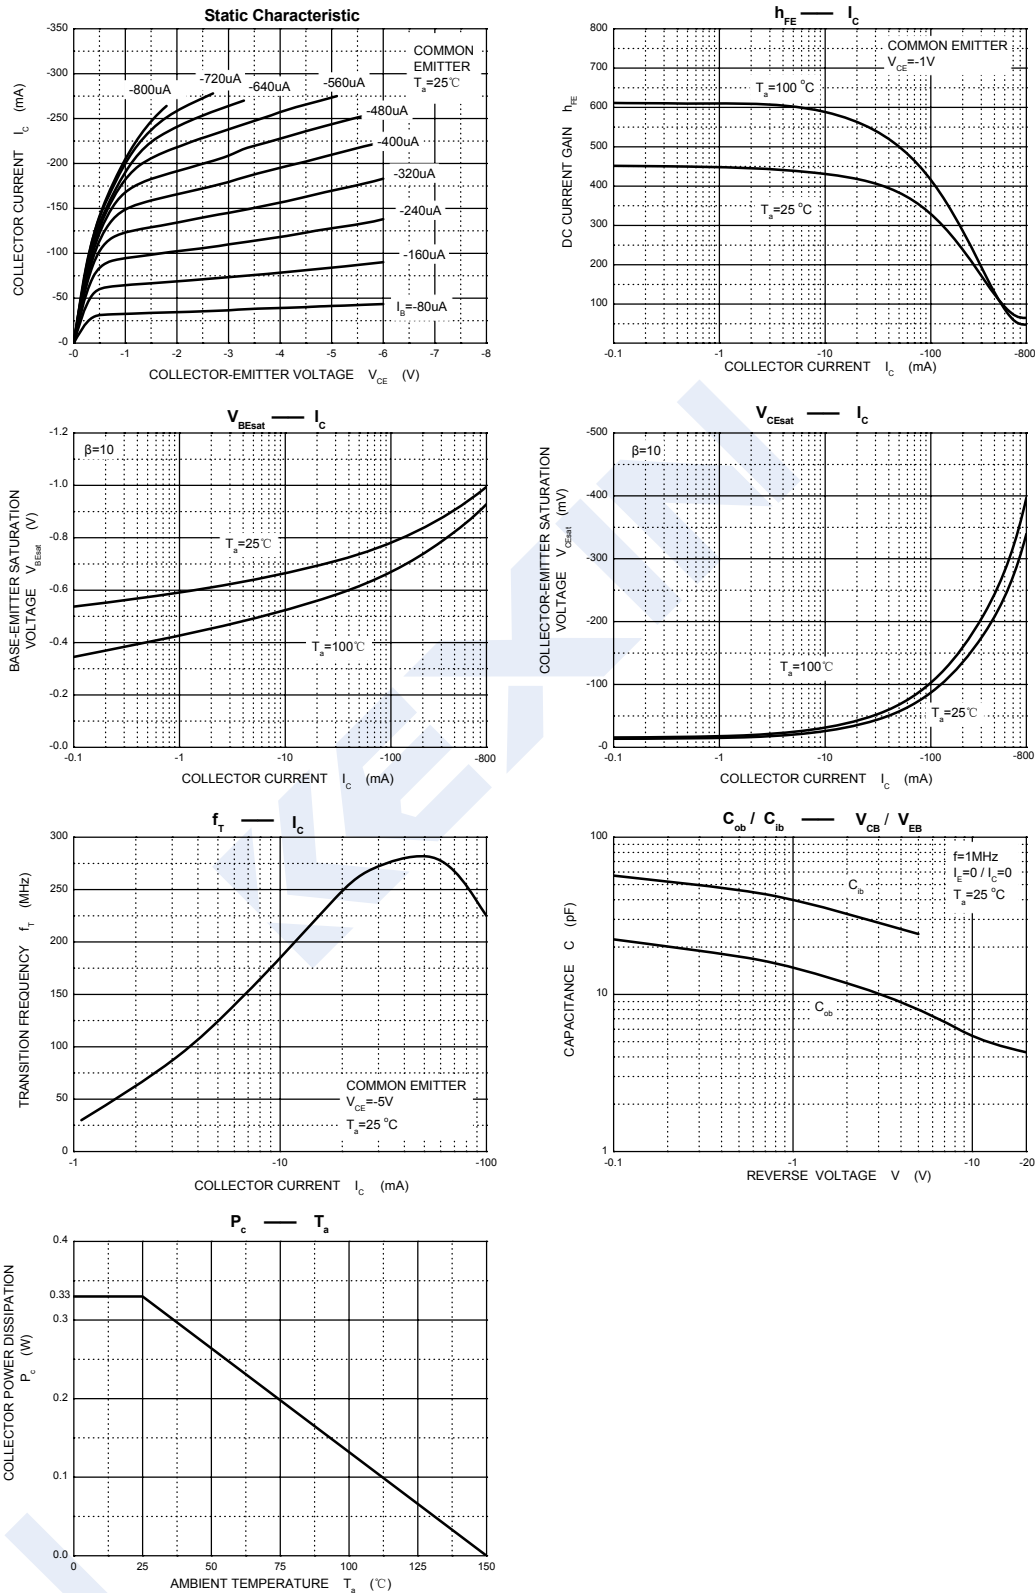 Static Characteristic
-350
-300
-250
-200
-150
-100
-50
-0
COLLECTOR CURRENT I_C (mA)
COMMON
EMITTER
T_a=25℃
-800uA
-720uA
-640uA
-560uA
-480uA
-400uA
-320uA
-240uA
-160uA
I_B=-80uA
-0 -1 -2 -3 -4 -5 -6 -7 -8
COLLECTOR-EMITTER VOLTAGE V_CE (V)
h_FE —— I_C
800
700
600
500
400
300
200
100
DC CURRENT GAIN h_FE
COMMON EMITTER
V_CE=-1V
T_a=100 °C
T_a=25 °C
-0.1 -1 -10 -100 -800
COLLECTOR CURRENT I_C (mA)
V_BEsat —— I_C
-1.2
-1.0
-0.8
-0.6
-0.4
-0.2
-0.0
BASE-EMITTER SATURATION
VOLTAGE V_BEsat (V)
β=10
T_a=25℃
T_a=100℃
-0.1 -1 -10 -100 -800
COLLECTOR CURRENT I_C (mA)
V_CEsat —— I_C
-500
-400
-300
-200
-100
-0
COLLECTOR-EMITTER SATURATION
VOLTAGE V_CEsat (mV)
β=10
T_a=100℃
T_a=25℃
-0.1 -1 -10 -100 -800
COLLECTOR CURRENT I_C (mA)
f_T —— I_C
300
250
200
150
100
50
0
TRANSITION FREQUENCY f_T (MHz)
COMMON EMITTER
V_CE=-5V
T_a=25 °C
-1 -10 -100
COLLECTOR CURRENT I_C (mA)
C_ob / C_ib —— V_CB / V_EB
100
10
1
CAPACITANCE C (pF)
f=1MHz
I_E=0 / I_C=0
T_a=25 °C
C_ib
C_ob
-0.1 -1 -10 -20
REVERSE VOLTAGE V (V)
P_c —— T_a
0.4
0.33
0.3
0.2
0.1
0.0
COLLECTOR POWER DISSIPATION
P_c (W)
0 25 50 75 100 125 150
AMBIENT TEMPERATURE T_a (℃)
KEXIN